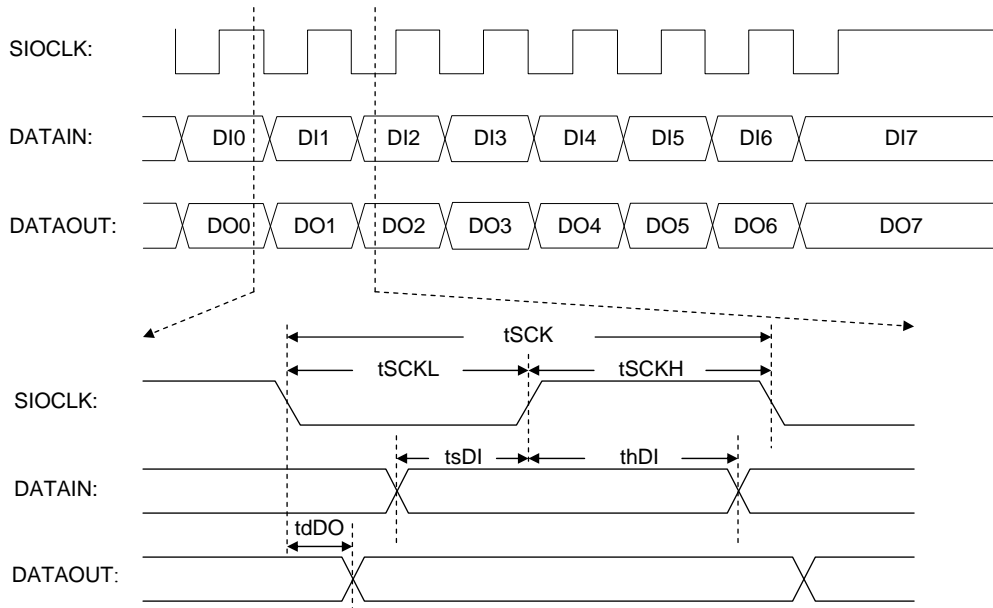 SIOCLK:
DATAIN: DI0 DI1 DI2 DI3 DI4 DI5 DI6 DI7
DATAOUT: DO0 DO1 DO2 DO3 DO4 DO5 DO6 DO7
tSCK
tSCKL tSCKH
SIOCLK:
tsDI thDI
DATAIN:
tdDO
DATAOUT: